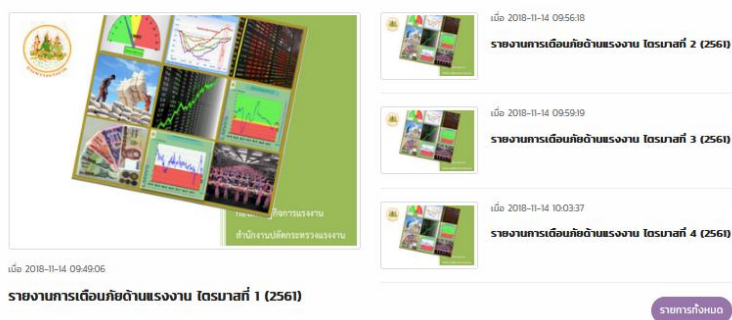 สำนักงานปลัดกระทรวงแรงงาน
เมื่อ 2018-11-14 09:49:06
รายงานการเตือนภัยด้านแรงงาน ไตรมาสที่ 1 (2561)
เมื่อ 2018-11-14 09:56:18
รายงานการเตือนภัยด้านแรงงาน ไตรมาสที่ 2 (2561)
เมื่อ 2018-11-14 09:59:19
รายงานการเตือนภัยด้านแรงงาน ไตรมาสที่ 3 (2561)
เมื่อ 2018-11-14 10:03:37
รายงานการเตือนภัยด้านแรงงาน ไตรมาสที่ 4 (2561)
รายการทั้งหมด